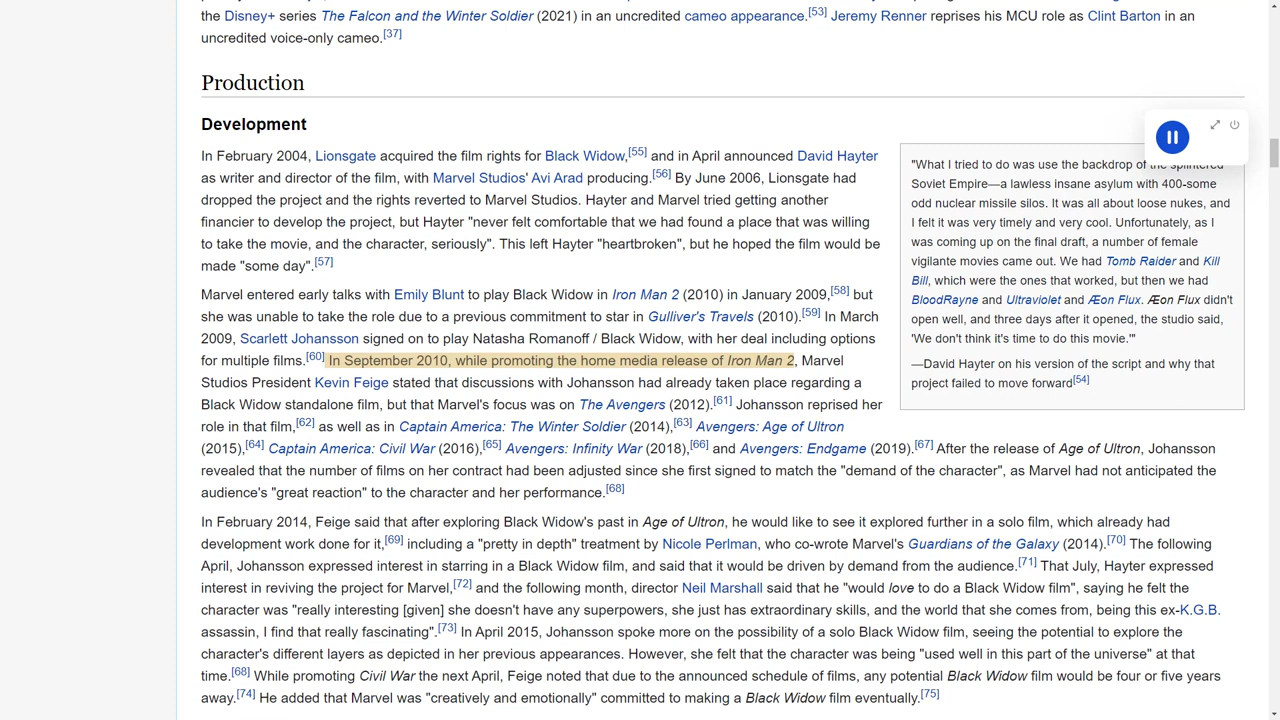 the Disney+ series The Falcon and the Winter Soldier (2021) in an uncredited cameo appearance.[53] Jeremy Renner reprises his MCU role as Clint Barton in an
uncredited voice-only cameo.[37]
Production
Development
In February 2004, Lionsgate acquired the film rights for Black Widow,[55] and in April announced David Hayter
as writer and director of the film, with Marvel Studios' Avi Arad producing.[56] By June 2006, Lionsgate had
dropped the project and the rights reverted to Marvel Studios. Hayter and Marvel tried getting another
financier to develop the project, but Hayter "never felt comfortable that we had found a place that was willing
to take the movie, and the character, seriously". This left Hayter "heartbroken", but he hoped the film would be
made "some day".[57]
Marvel entered early talks with Emily Blunt to play Black Widow in Iron Man 2 (2010) in January 2009,[58] but
she was unable to take the role due to a previous commitment to star in Gulliver's Travels (2010).[59] In March
2009, Scarlett Johansson signed on to play Natasha Romanoff / Black Widow, with her deal including options
for multiple films.[60] In September 2010, while promoting the home media release of Iron Man 2, Marvel
Studios President Kevin Feige stated that discussions with Johansson had already taken place regarding a
Black Widow standalone film, but that Marvel's focus was on The Avengers (2012).[61] Johansson reprised her
role in that film,[62] as well as in Captain America: The Winter Soldier (2014),[63] Avengers: Age of Ultron
(2015),[64] Captain America: Civil War (2016),[65] Avengers: Infinity War (2018),[66] and Avengers: Endgame (2019).[67] After the release of Age of Ultron, Johansson
revealed that the number of films on her contract had been adjusted since she first signed to match the "demand of the character", as Marvel had not anticipated the
audience's "great reaction" to the character and her performance.[68]
"What I tried to do was use the backdrop of the splintered
Soviet Empire—a lawless insane asylum with 400-some
odd nuclear missile silos. It was all about loose nukes, and
I felt it was very timely and very cool. Unfortunately, as I
was coming up on the final draft, a number of female
vigilante movies came out. We had Tomb Raider and Kill
Bill, which were the ones that worked, but then we had
BloodRayne and Ultraviolet and Æon Flux. Æon Flux didn't
open well, and three days after it opened, the studio said,
'We don't think it's time to do this movie.'"
—David Hayter on his version of the script and why that
project failed to move forward[54]
In February 2014, Feige said that after exploring Black Widow's past in Age of Ultron, he would like to see it explored further in a solo film, which already had
development work done for it,[69] including a "pretty in depth" treatment by Nicole Perlman, who co-wrote Marvel's Guardians of the Galaxy (2014).[70] The following
April, Johansson expressed interest in starring in a Black Widow film, and said that it would be driven by demand from the audience.[71] That July, Hayter expressed
interest in reviving the project for Marvel,[72] and the following month, director Neil Marshall said that he "would love to do a Black Widow film", saying he felt the
character was "really interesting [given] she doesn't have any superpowers, she just has extraordinary skills, and the world that she comes from, being this ex-K.G.B.
assassin, I find that really fascinating".[73] In April 2015, Johansson spoke more on the possibility of a solo Black Widow film, seeing the potential to explore the
character's different layers as depicted in her previous appearances. However, she felt that the character was being "used well in this part of the universe" at that
time.[68] While promoting Civil War the next April, Feige noted that due to the announced schedule of films, any potential Black Widow film would be four or five years
away.[74] He added that Marvel was "creatively and emotionally" committed to making a Black Widow film eventually.[75]